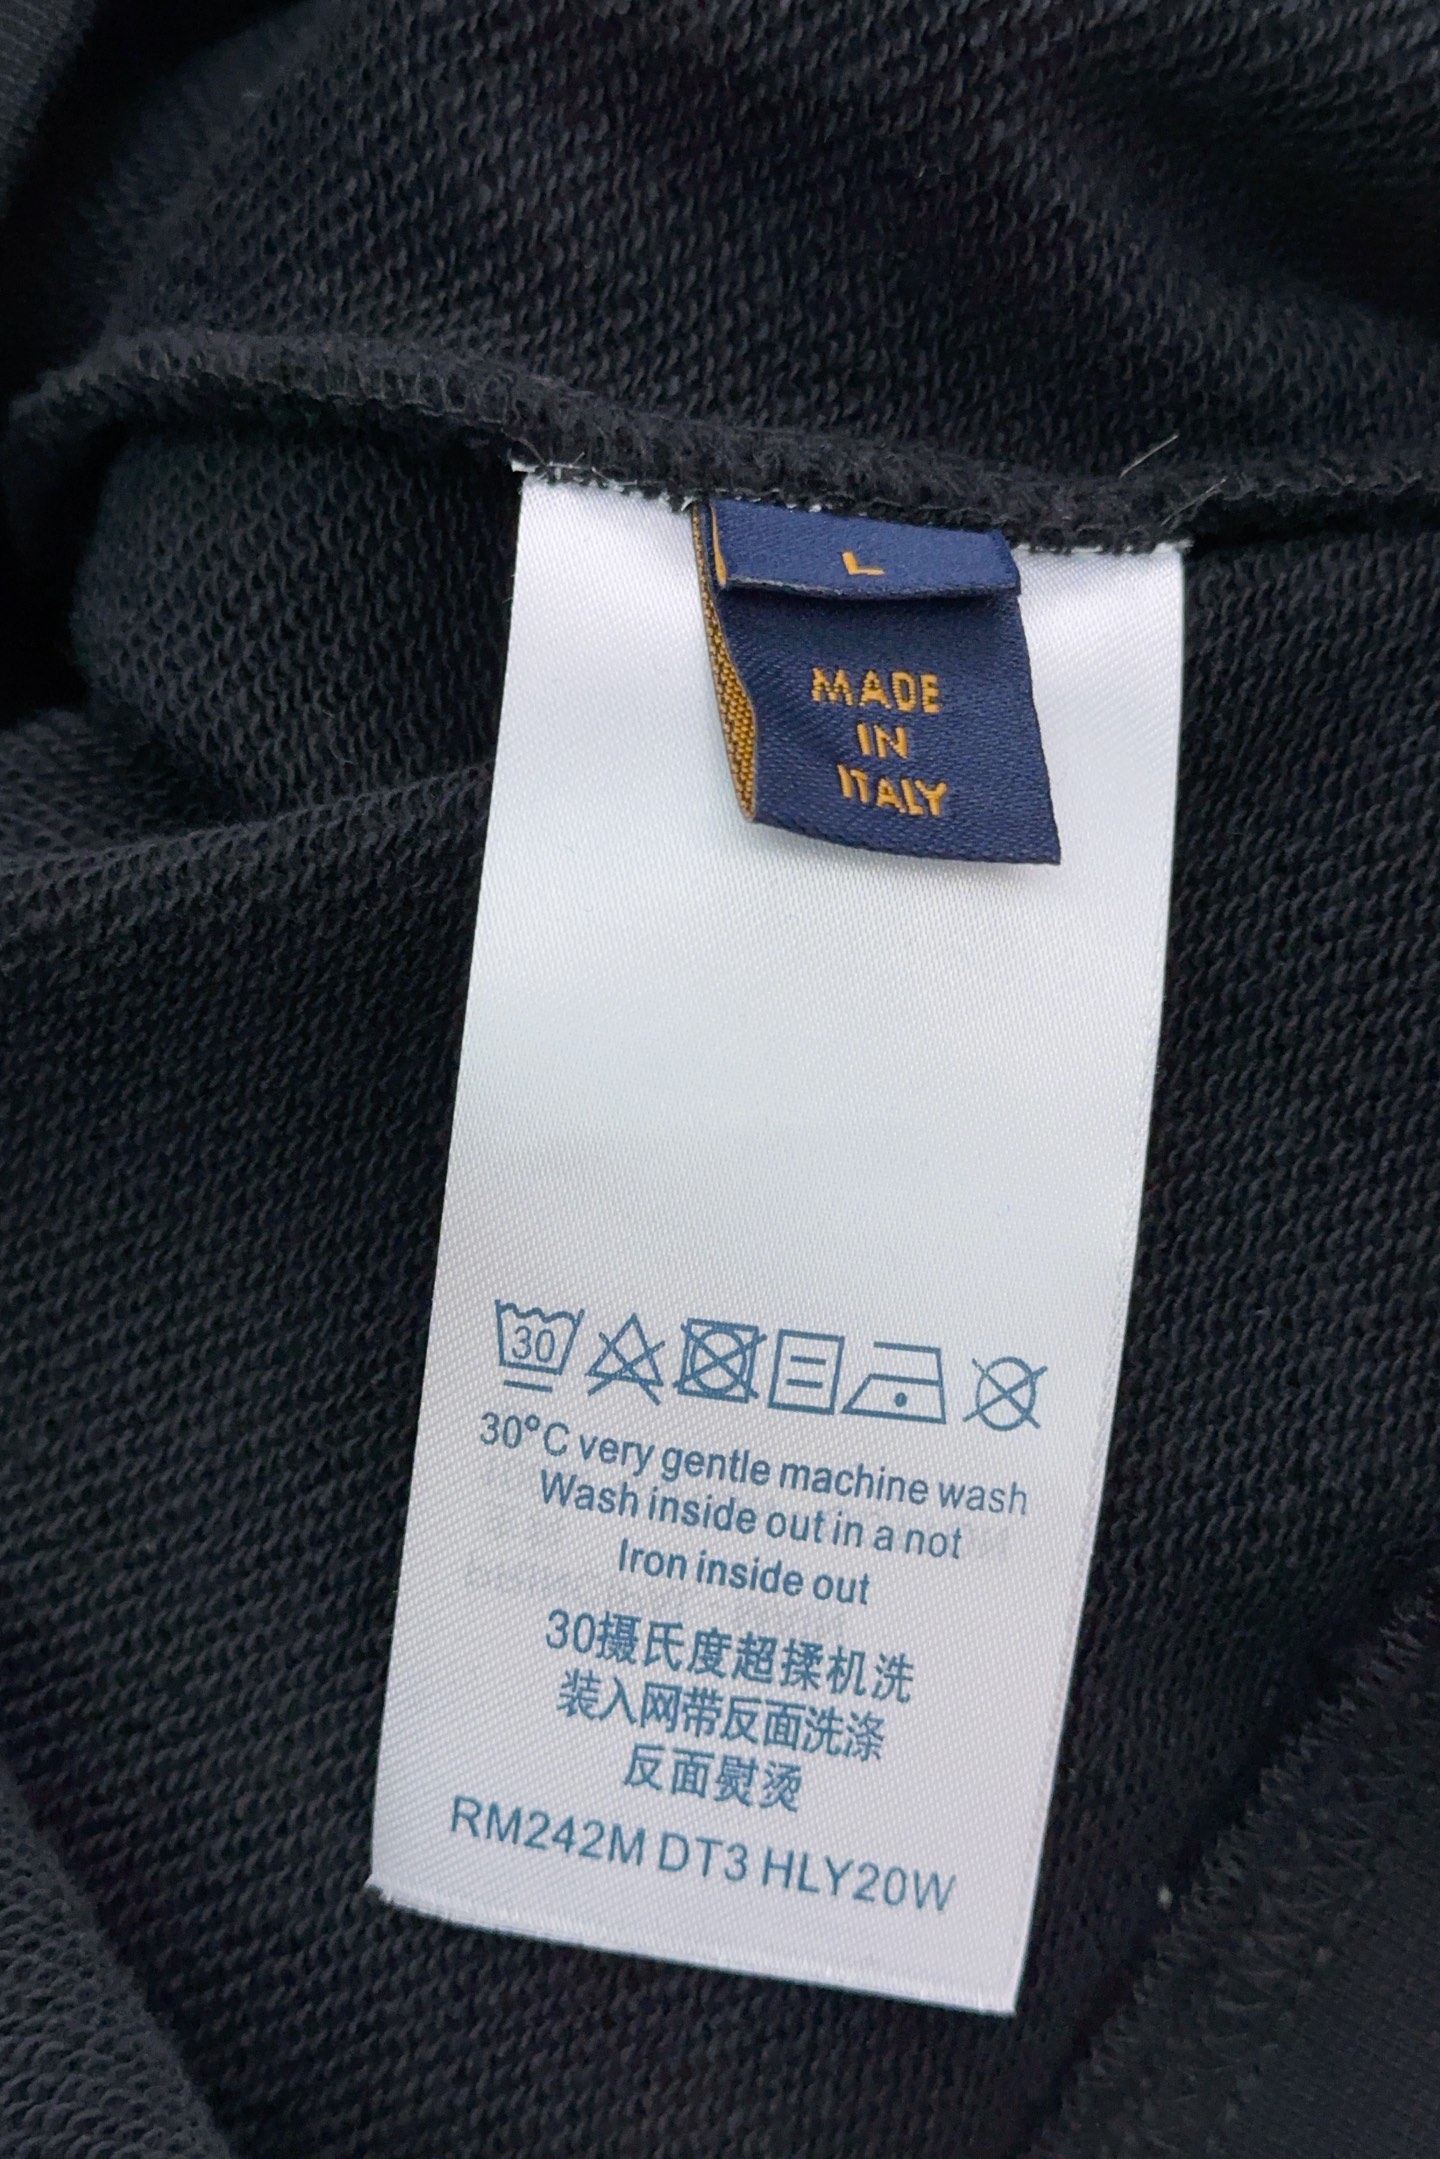 L
MADE
IN
ITALY
30
30°C very gentle machine wash
Wash inside out in a not
Iron inside out
30摄氏度超揉机洗
装入网带反面洗涤
反面熨烫
RM242M DT3 HLY20W